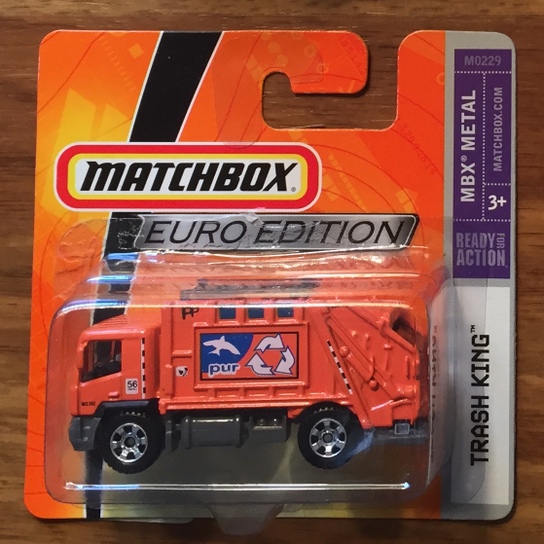 M0229
MATCHBOX®
EURO EDITION
MBX® METAL
MATCHBOX.COM
3+
READY FOR ACTION
TRASH KING™
pur
56